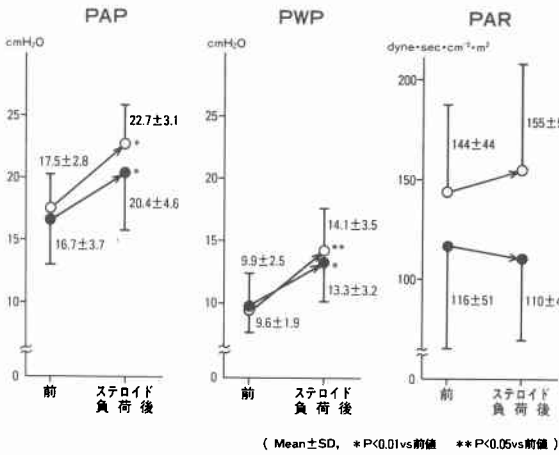 PAP
cmH₂O
25
20
15
10
0
17.5±2.8
22.7±3.1
*
*
16.7±3.7
20.4±4.6
前
ステロイド
負荷後
PWP
cmH₂O
25
20
15
10
0
9.9±2.5
14.1±3.5
**
*
9.6±1.9
13.3±3.2
前
ステロイド
負荷後
PAR
dyne・sec・cm⁻⁵・m²
200
150
100
0
144±44
155±5
116±51
110±4
前
ステロイド
負荷後
( Mean±SD, *P<0.01vs前値 **P<0.05vs前値 )